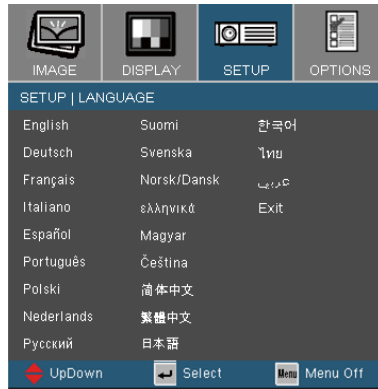 IMAGE DISPLAY SETUP OPTIONS
SETUP | LANGUAGE
English Suomi 한국어
Deutsch Svenska ไทย
Français Norsk/Dansk عربي
Italiano ελληνικά Exit
Español Magyar
Português Čeština
Polski 简体中文
Nederlands 繁體中文
Русский 日本語
UpDown Select Menu Menu Off